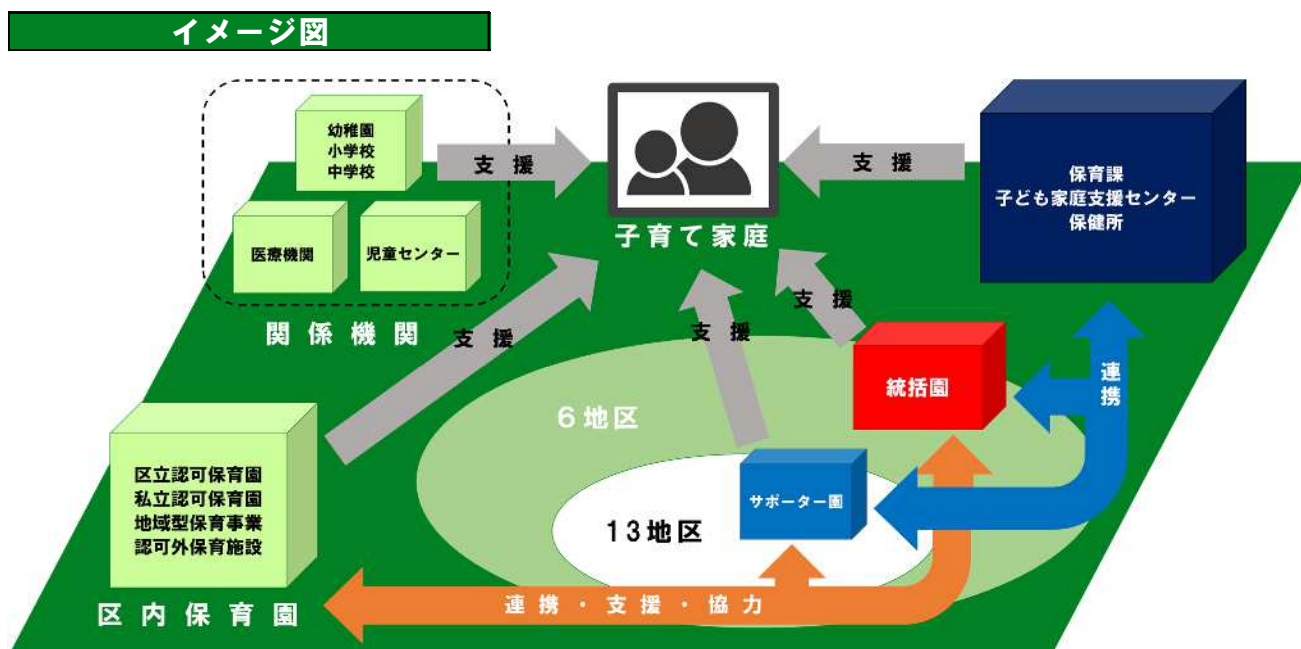 イメージ図
幼稚園
小学校
中学校
医療機関
児童センター
関係機関
支援
子育て家庭
支援
保育課
子ども家庭支援センター
保健所
支援
支援
支援
連携
統括園
6地区
サポーター園
13地区
区立認可保育園
私立認可保育園
地域型保育事業
認可外保育施設
区内保育園
連携・支援・協力